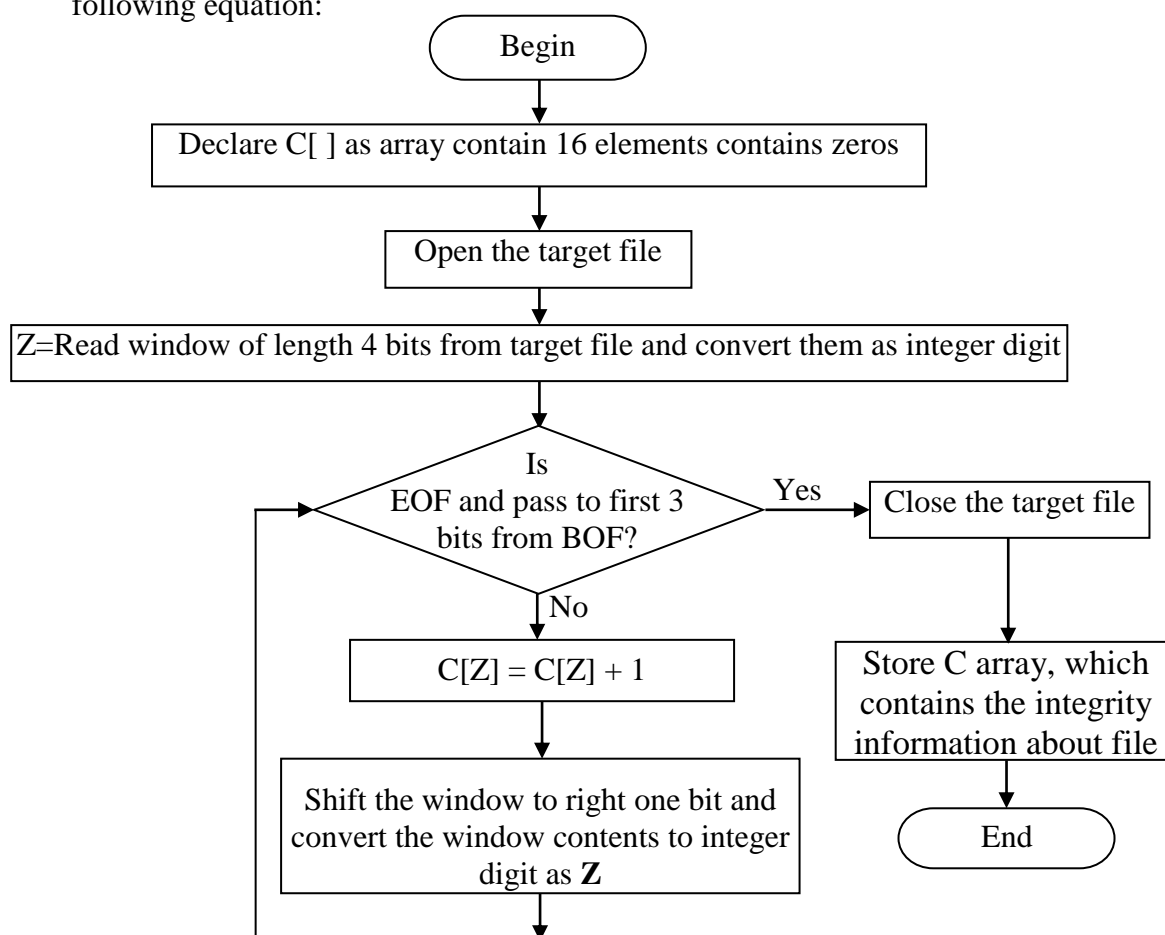 following equation:
Begin
Declare C[ ] as array contain 16 elements contains zeros
Open the target file
Z=Read window of length 4 bits from target file and convert them as integer digit
Is
EOF and pass to first 3
bits from BOF?
Yes
Close the target file
No
C[Z] = C[Z] + 1
Store C array, which
contains the integrity
information about file
Shift the window to right one bit and
convert the window contents to integer
digit as Z
End